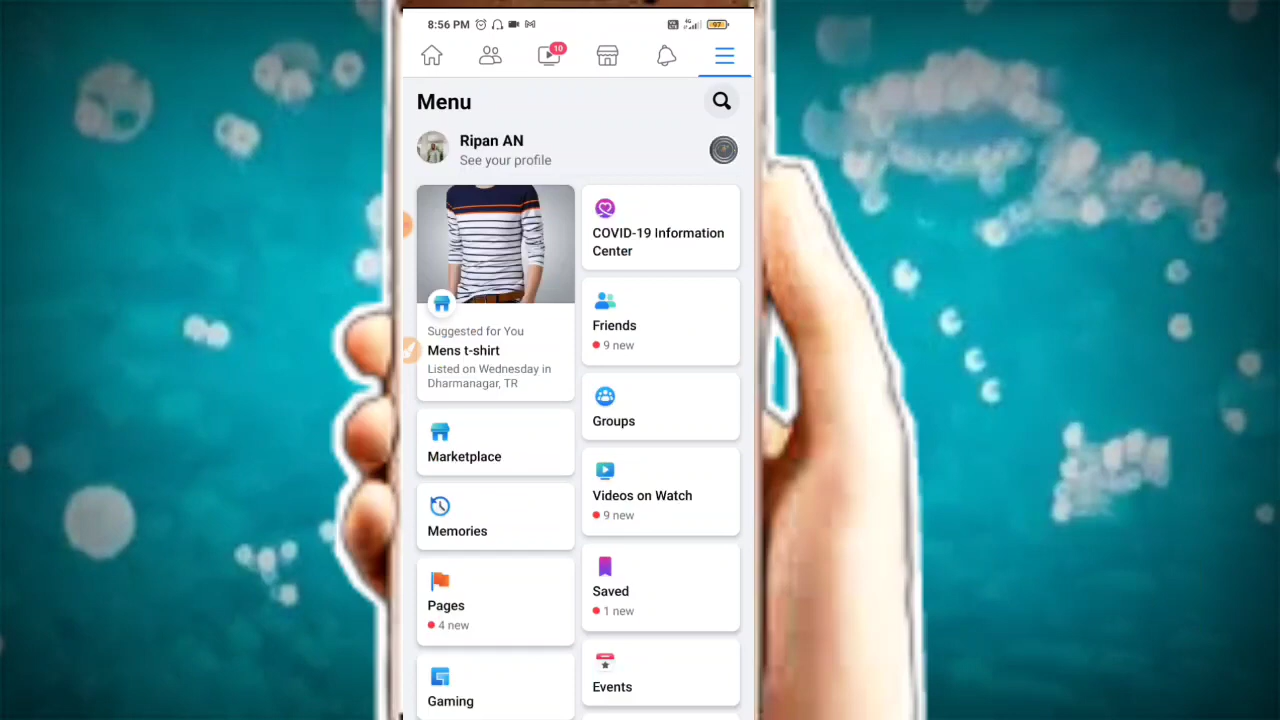 8:56 PM
4G
97
10
Menu
Ripan AN
See your profile
Suggested for You
Mens t-shirt
Listed on Wednesday in
Dharmanagar, TR
Marketplace
Memories
Pages
4 new
Gaming
COVID-19 Information
Center
Friends
9 new
Groups
Videos on Watch
9 new
Saved
1 new
Events